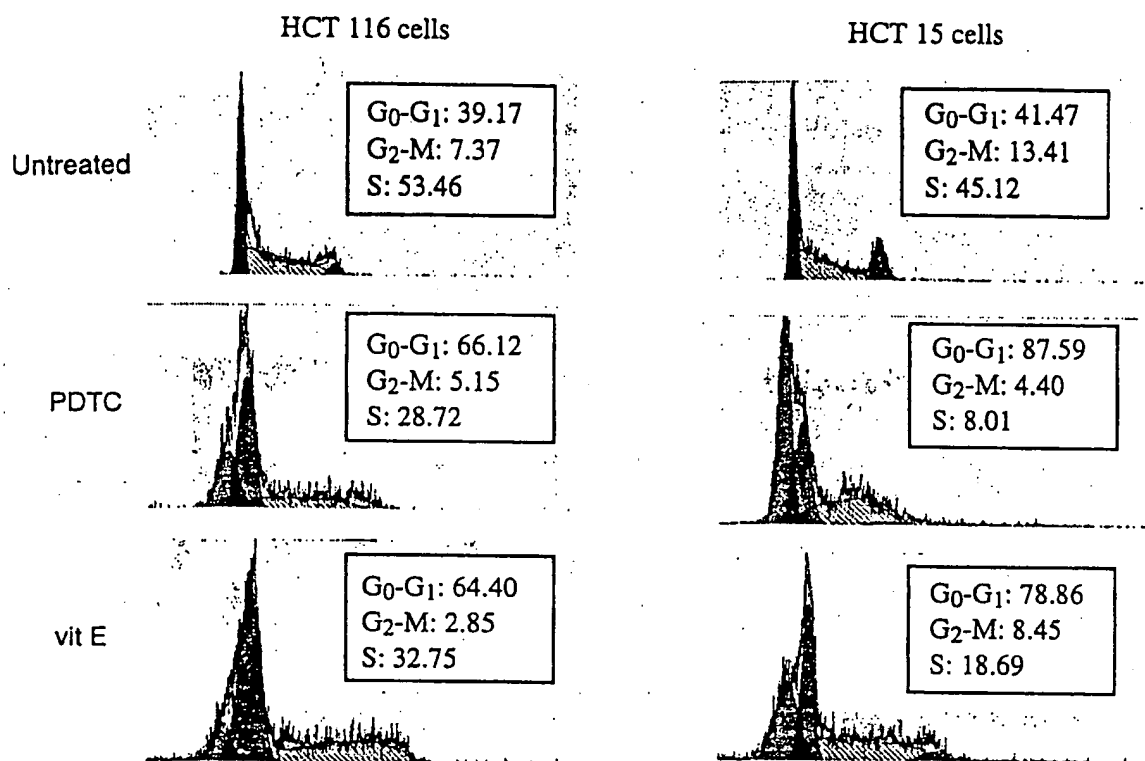 HCT 116 cells
HCT 15 cells
Untreated
G0-G1: 39.17
G2-M: 7.37
S: 53.46
G0-G1: 41.47
G2-M: 13.41
S: 45.12
PDTC
G0-G1: 66.12
G2-M: 5.15
S: 28.72
G0-G1: 87.59
G2-M: 4.40
S: 8.01
vit E
G0-G1: 64.40
G2-M: 2.85
S: 32.75
G0-G1: 78.86
G2-M: 8.45
S: 18.69